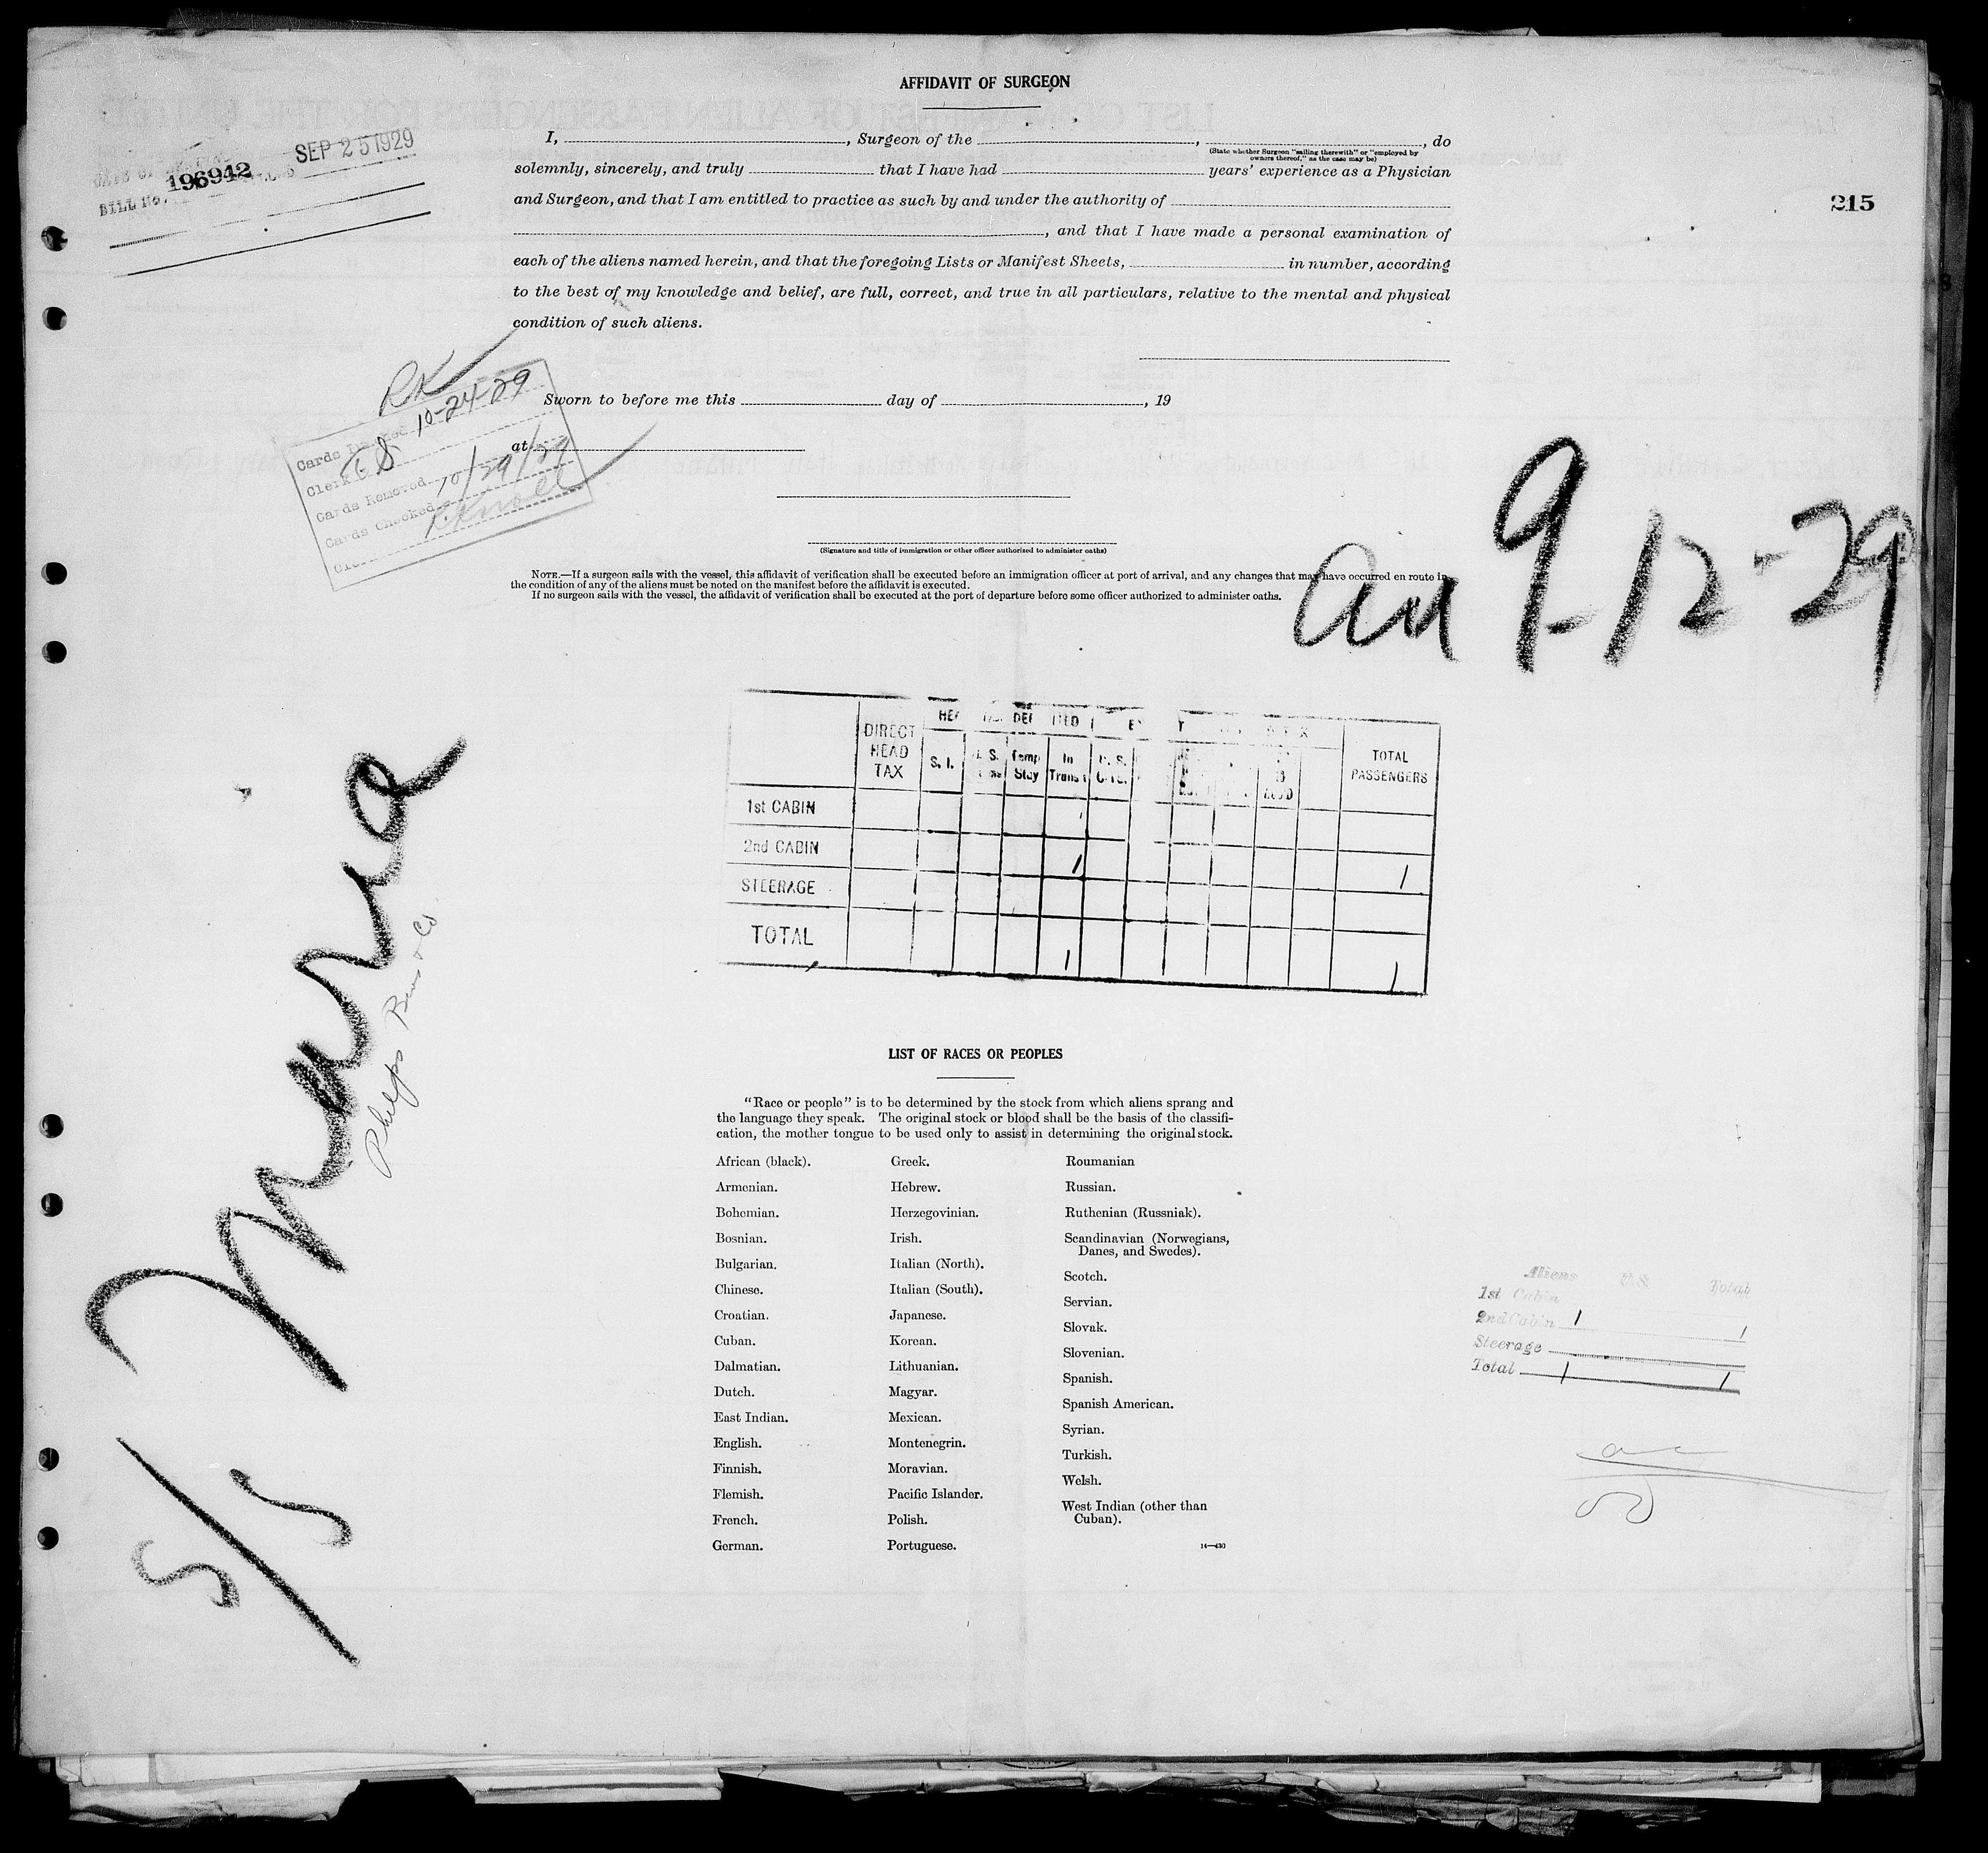 AFFIDAVIT OF SURGEON
I, , Surgeon of the , , do
(State whether Surgeon "sailing therewith" or "employed by
owners thereof," as the case may be)
solemnly, sincerely, and truly that I have had years' experience as a Physician
and Surgeon, and that I am entitled to practice as such by and under the authority of
, and that I have made a personal examination of
each of the aliens named herein, and that the foregoing Lists or Manifest Sheets, in number, according
to the best of my knowledge and belief, are full, correct, and true in all particulars, relative to the mental and physical
condition of such aliens.
SEP 25 1929
196942
BILL No.
215
Sworn to before me this day of , 19
at
(Signature and title of immigration or other officer authorized to administer oaths)
RK
10-24-29
Cards
Clerk
Cards Removed 10/29/29
Cards Checked
NOTE.—If a surgeon sails with the vessel, this affidavit of verification shall be executed before an immigration officer at port of arrival, and any changes that may have occurred en route in
the condition of any of the aliens must be noted on the manifest before the affidavit is executed.
If no surgeon sails with the vessel, the affidavit of verification shall be executed at the port of departure before some officer authorized to administer oaths.
9-12-29
DIRECT HEAD TAX
S. I.
Temp Stay
In Trans
TOTAL PASSENGERS
1st CABIN
2nd CABIN 1 1
STEERAGE
TOTAL 1 1
S/S Mayra
Phelps Bros & Co
LIST OF RACES OR PEOPLES
"Race or people" is to be determined by the stock from which aliens sprang and
the language they speak. The original stock or blood shall be the basis of the classifi-
cation, the mother tongue to be used only to assist in determining the original stock.
African (black).
Armenian.
Bohemian.
Bosnian.
Bulgarian.
Chinese.
Croatian.
Cuban.
Dalmatian.
Dutch.
East Indian.
English.
Finnish.
Flemish.
French.
German.
Greek.
Hebrew.
Herzegovinian.
Irish.
Italian (North).
Italian (South).
Japanese.
Korean.
Lithuanian.
Magyar.
Mexican.
Montenegrin.
Moravian.
Pacific Islander.
Polish.
Portuguese.
Roumanian
Russian.
Ruthenian (Russniak).
Scandinavian (Norwegians,
Danes, and Swedes).
Scotch.
Servian.
Slovak.
Slovenian.
Spanish.
Spanish American.
Syrian.
Turkish.
Welsh.
West Indian (other than
Cuban).
14—430
Aliens U.S. Total
1st Cabin
2nd Cabin 1 1
Steerage
Total 1 1